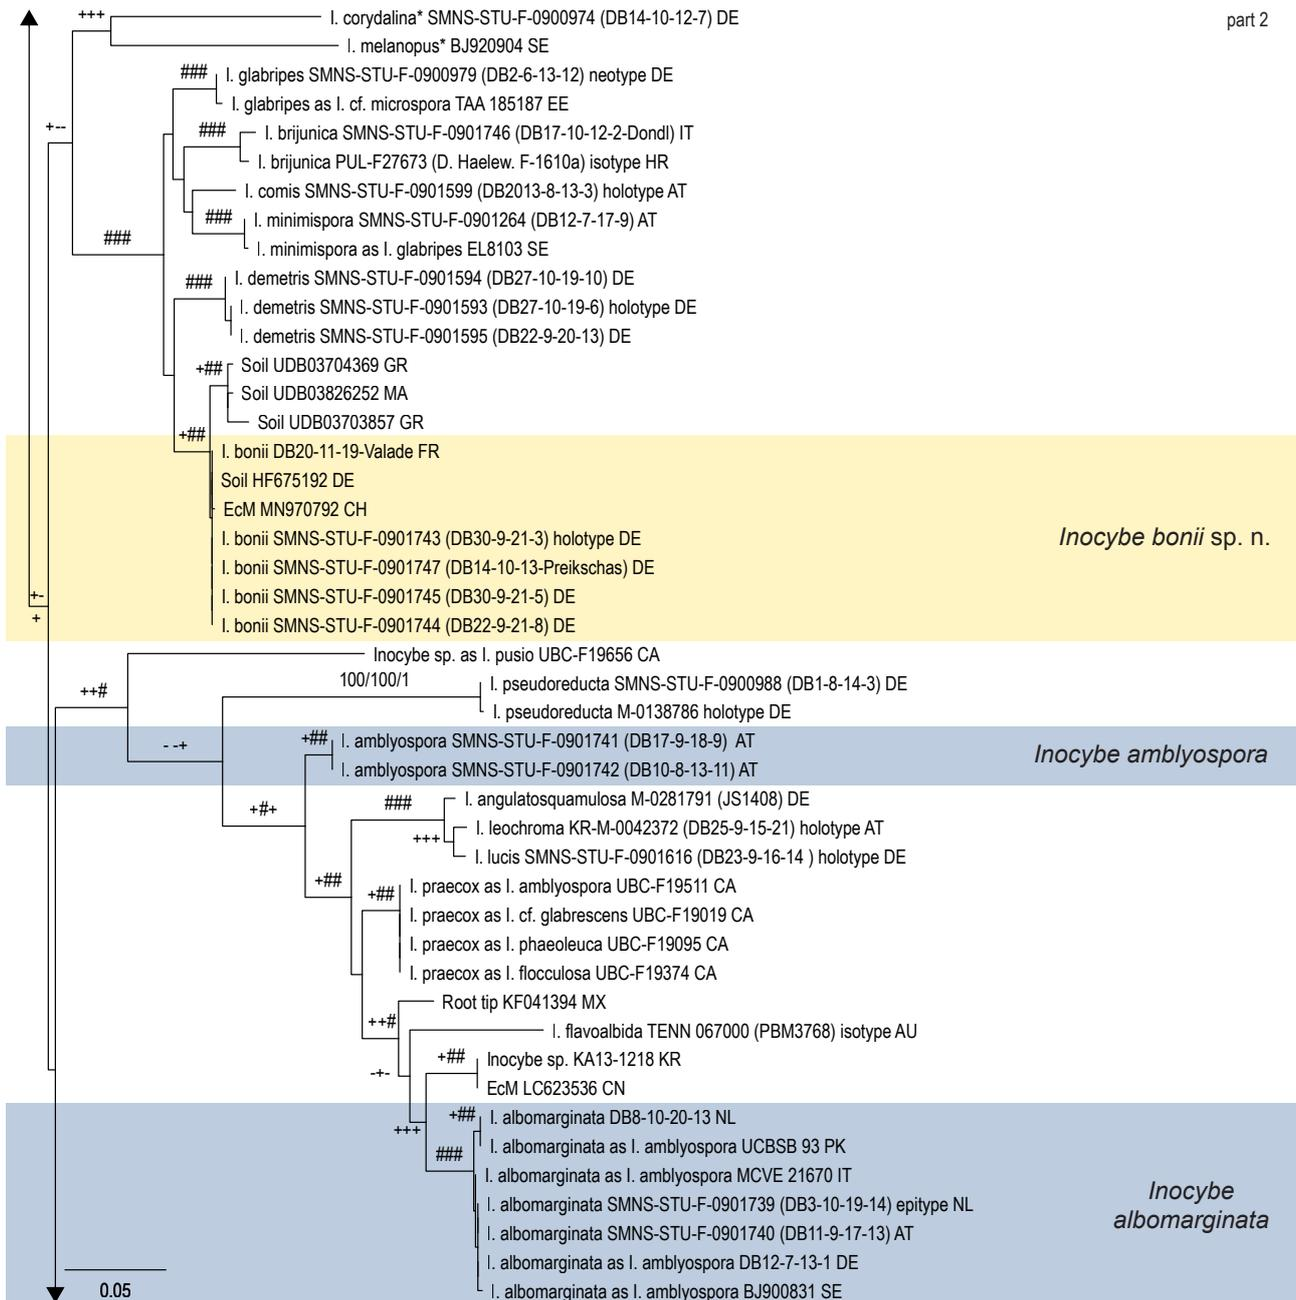 part 2
+++
I. corydalina* SMNS-STU-F-0900974 (DB14-10-12-7) DE
I. melanopus* BJ920904 SE
###
I. glabripes SMNS-STU-F-0900979 (DB2-6-13-12) neotype DE
I. glabripes as I. cf. microspora TAA 185187 EE
+--
###
I. brijunica SMNS-STU-F-0901746 (DB17-10-12-2-Dondl) IT
I. brijunica PUL-F27673 (D. Haelew. F-1610a) isotype HR
I. comis SMNS-STU-F-0901599 (DB2013-8-13-3) holotype AT
###
I. minimispora SMNS-STU-F-0901264 (DB12-7-17-9) AT
###
I. minimispora as I. glabripes EL8103 SE
###
I. demetris SMNS-STU-F-0901594 (DB27-10-19-10) DE
I. demetris SMNS-STU-F-0901593 (DB27-10-19-6) holotype DE
I. demetris SMNS-STU-F-0901595 (DB22-9-20-13) DE
+##
Soil UDB03704369 GR
Soil UDB03826252 MA
Soil UDB03703857 GR
+##
I. bonii DB20-11-19-Valade FR
Soil HF675192 DE
EcM MN970792 CH
I. bonii SMNS-STU-F-0901743 (DB30-9-21-3) holotype DE
Inocybe bonii sp. n.
I. bonii SMNS-STU-F-0901747 (DB14-10-13-Preikschas) DE
I. bonii SMNS-STU-F-0901745 (DB30-9-21-5) DE
+-
+
I. bonii SMNS-STU-F-0901744 (DB22-9-21-8) DE
Inocybe sp. as I. pusio UBC-F19656 CA
++#
100/100/1
I. pseudoreducta SMNS-STU-F-0900988 (DB1-8-14-3) DE
I. pseudoreducta M-0138786 holotype DE
- -+
+##
I. amblyospora SMNS-STU-F-0901741 (DB17-9-18-9) AT
Inocybe amblyospora
I. amblyospora SMNS-STU-F-0901742 (DB10-8-13-11) AT
+#+
###
I. angulatosquamulosa M-0281791 (JS1408) DE
+++
I. leochroma KR-M-0042372 (DB25-9-15-21) holotype AT
I. lucis SMNS-STU-F-0901616 (DB23-9-16-14 ) holotype DE
+##
+##
I. praecox as I. amblyospora UBC-F19511 CA
I. praecox as I. cf. glabrescens UBC-F19019 CA
I. praecox as I. phaeoleuca UBC-F19095 CA
I. praecox as I. flocculosa UBC-F19374 CA
Root tip KF041394 MX
++#
I. flavoalbida TENN 067000 (PBM3768) isotype AU
+##
Inocybe sp. KA13-1218 KR
-+-
EcM LC623536 CN
+##
I. albomarginata DB8-10-20-13 NL
+++
I. albomarginata as I. amblyospora UCBSB 93 PK
###
I. albomarginata as I. amblyospora MCVE 21670 IT
I. albomarginata SMNS-STU-F-0901739 (DB3-10-19-14) epitype NL
Inocybe
albomarginata
I. albomarginata SMNS-STU-F-0901740 (DB11-9-17-13) AT
I. albomarginata as I. amblyospora DB12-7-13-1 DE
I. albomarginata as I. amblyospora BJ900831 SE
0.05